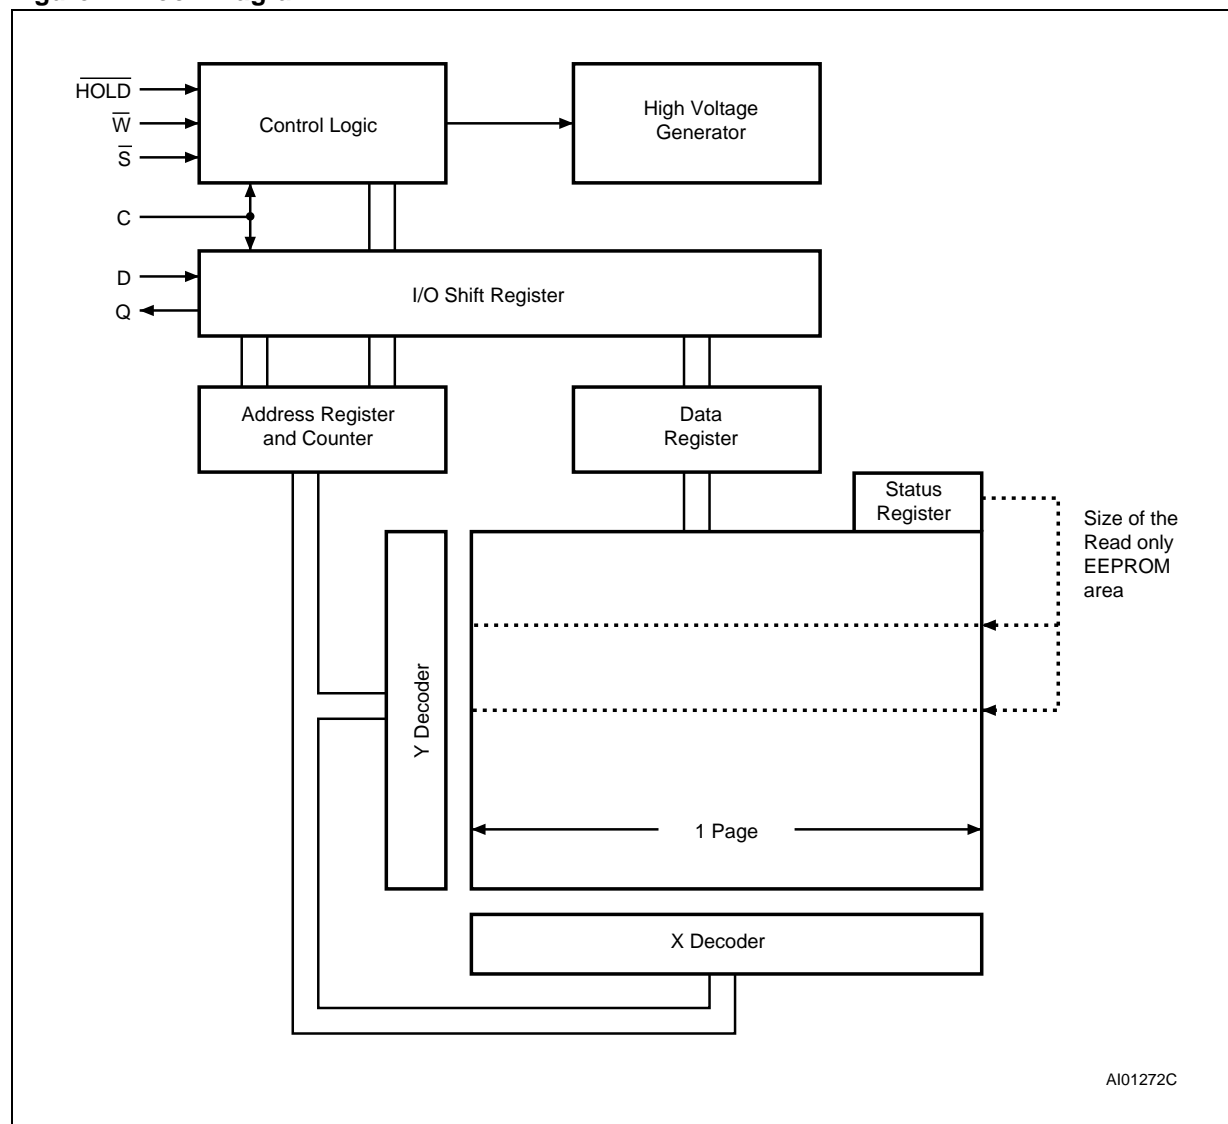 H̅O̅L̅D̅
W̅
S̅
C
D
Q
Control Logic
High Voltage
Generator
I/O Shift Register
Address Register
and Counter
Data
Register
Status
Register
Size of the
Read only
EEPROM
area
Y Decoder
1 Page
X Decoder
AI01272C